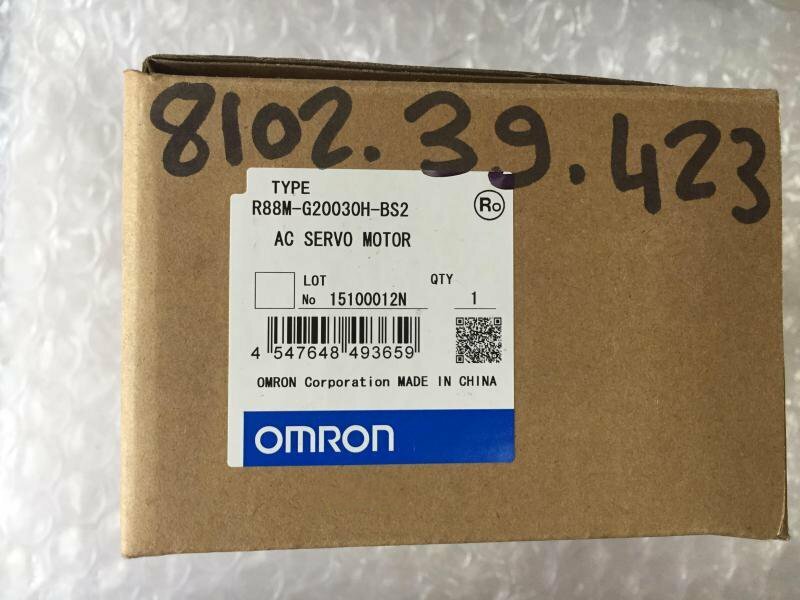 8102.39.423
TYPE
R88M-G20030H-BS2
Ro
AC SERVO MOTOR
LOT
No 15100012N
QTY
1
4 547648 493659
OMRON Corporation MADE IN CHINA
OMRON